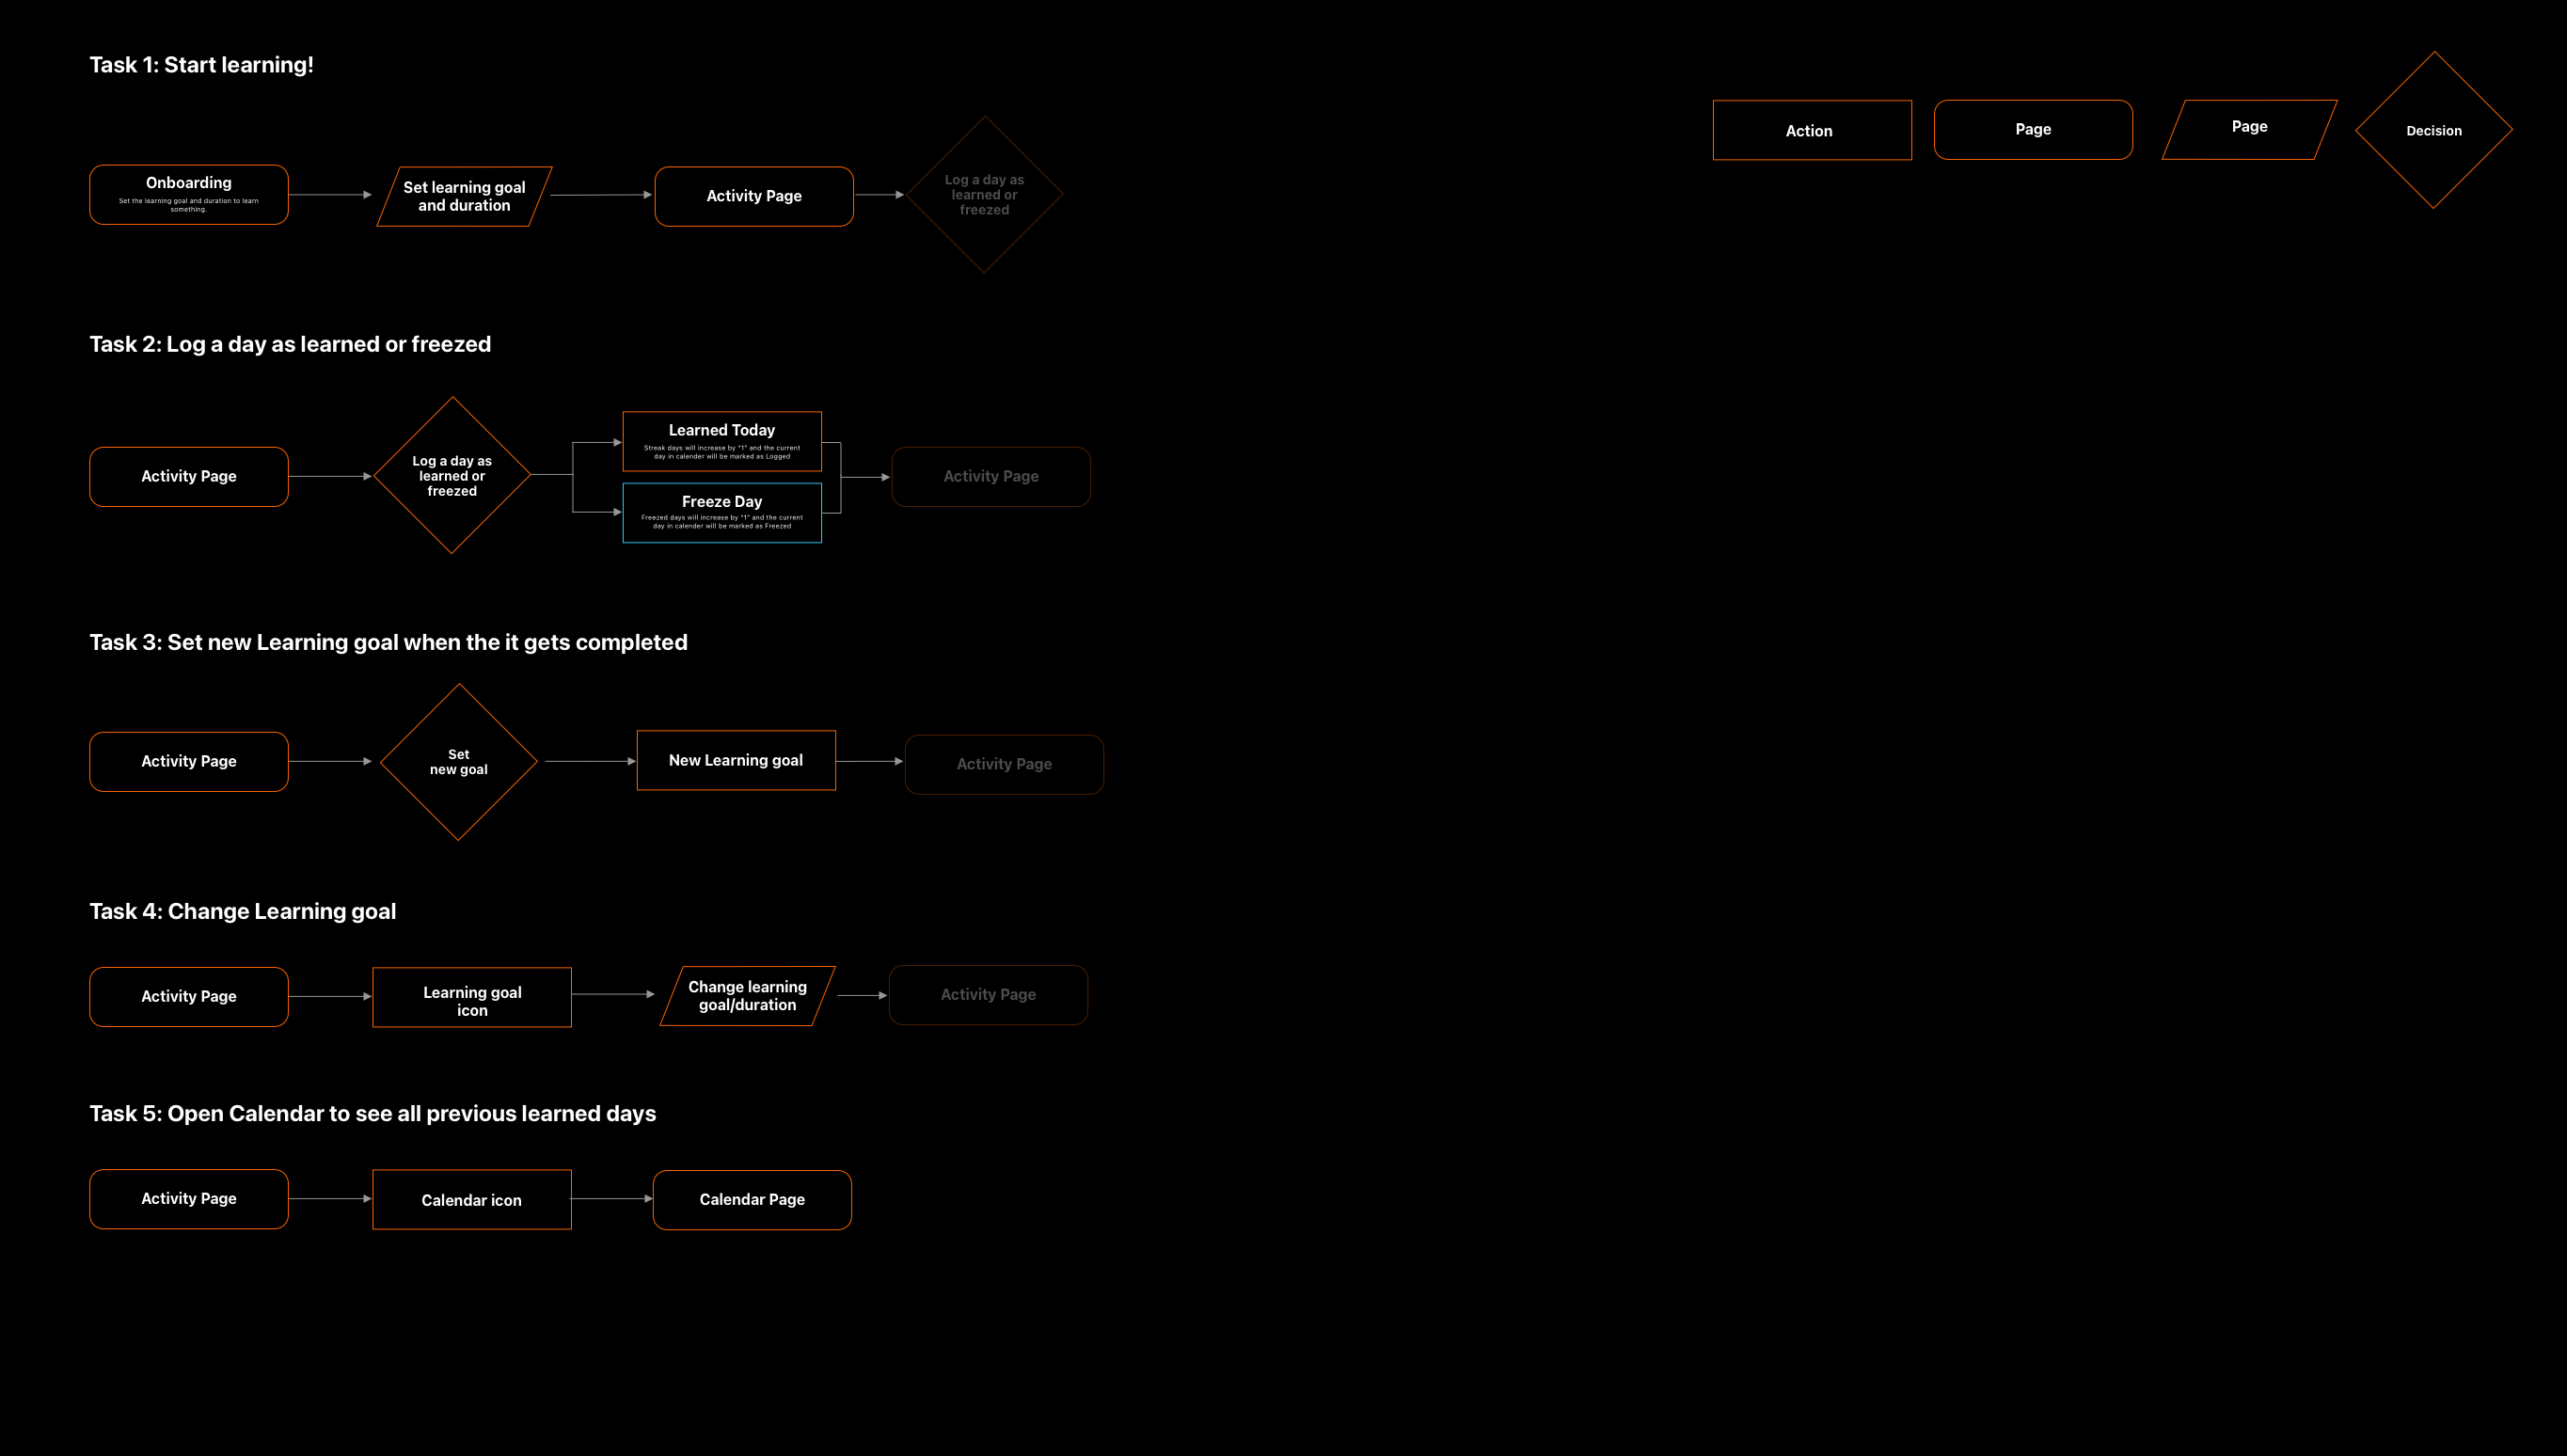 Task 1: Start learning!
Action
Page
Page
Decision
Onboarding
Set the learning goal and duration to learn
something.
Set learning goal
and duration
Activity Page
Log a day as
learned or
freezed
Task 2: Log a day as learned or freezed
Activity Page
Log a day as
learned or
freezed
Learned Today
Streak days will increase by "1" and the current
day in calender will be marked as Logged
Freeze Day
Freezed days will increase by "1" and the current
day in calender will be marked as Freezed
Activity Page
Task 3: Set new Learning goal when the it gets completed
Activity Page
Set
new goal
New Learning goal
Activity Page
Task 4: Change Learning goal
Activity Page
Learning goal
icon
Change learning
goal/duration
Activity Page
Task 5: Open Calendar to see all previous learned days
Activity Page
Calendar icon
Calendar Page